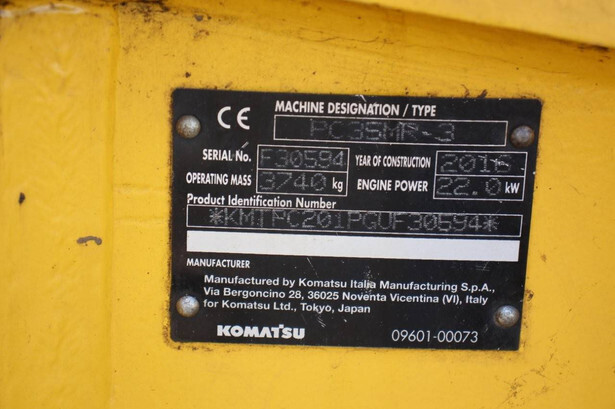 CE
MACHINE DESIGNATION / TYPE
PC35MR-3
SERIAL No. F30594 YEAR OF CONSTRUCTION 2016
OPERATING MASS 3740 kg ENGINE POWER 22.0 kW
Product Identification Number
*KMTPC201PGUF30594*
MANUFACTURER
Manufactured by Komatsu Italia Manufacturing S.p.A.,
Via Bergoncino 28, 36025 Noventa Vicentina (VI), Italy
for Komatsu Ltd., Tokyo, Japan
KOMATSU 09601-00073